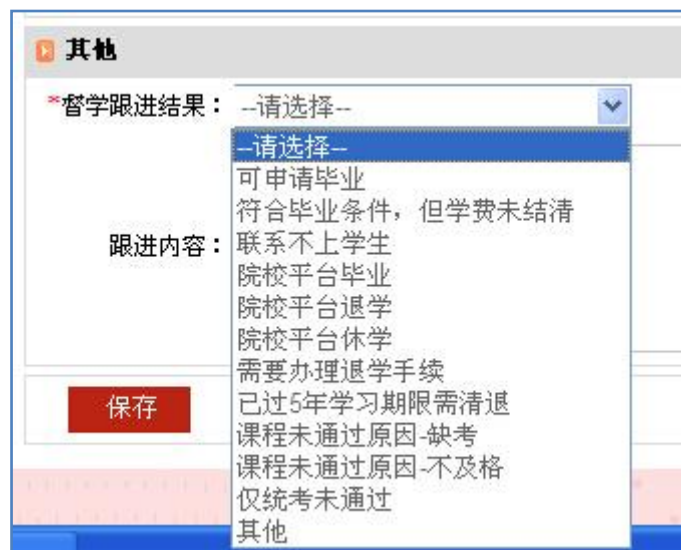 其他
*督学跟进结果： --请选择--
--请选择--
可申请毕业
符合毕业条件，但学费未结清
跟进内容： 联系不上学生
院校平台毕业
院校平台退学
院校平台休学
需要办理退学手续
保存 已过5年学习期限需清退
课程未通过原因-缺考
课程未通过原因-不及格
仅统考未通过
其他